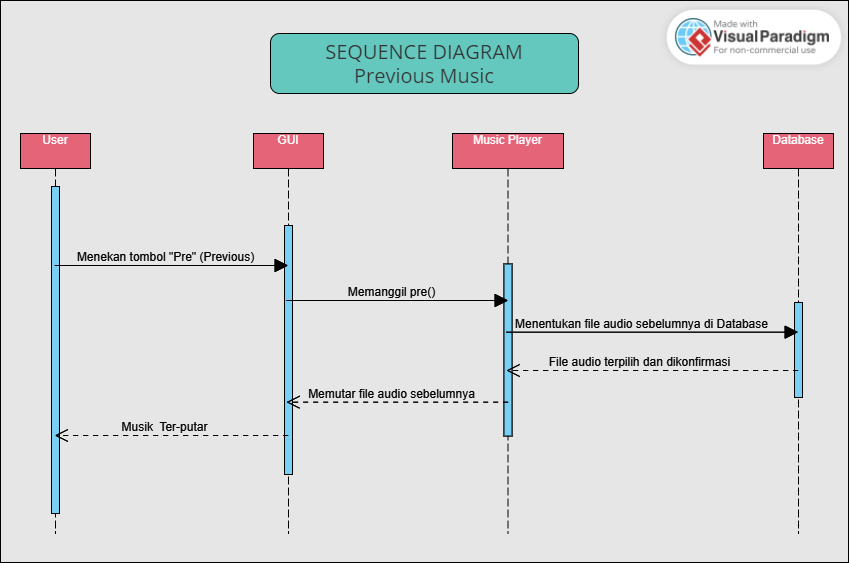 Made with
Visual Paradigm
For non-commercial use
SEQUENCE DIAGRAM
Previous Music
User
GUI
Music Player
Database
Menekan tombol "Pre" (Previous)
Memanggil pre()
Menentukan file audio sebelumnya di Database
File audio terpilih dan dikonfirmasi
Memutar file audio sebelumnya
Musik Ter-putar